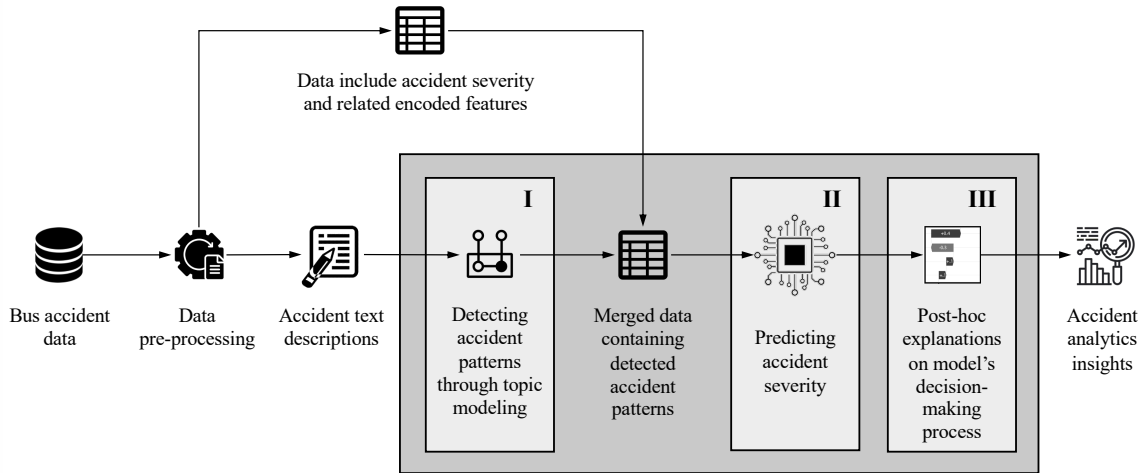 Data include accident severity
and related encoded features
Bus accident
data
Data
pre-processing
Accident text
descriptions
I
Detecting
accident
patterns
through topic
modeling
Merged data
containing
detected
accident
patterns
II
Predicting
accident
severity
III
Post-hoc
explanations
on model's
decision-
making
process
Accident
analytics
insights